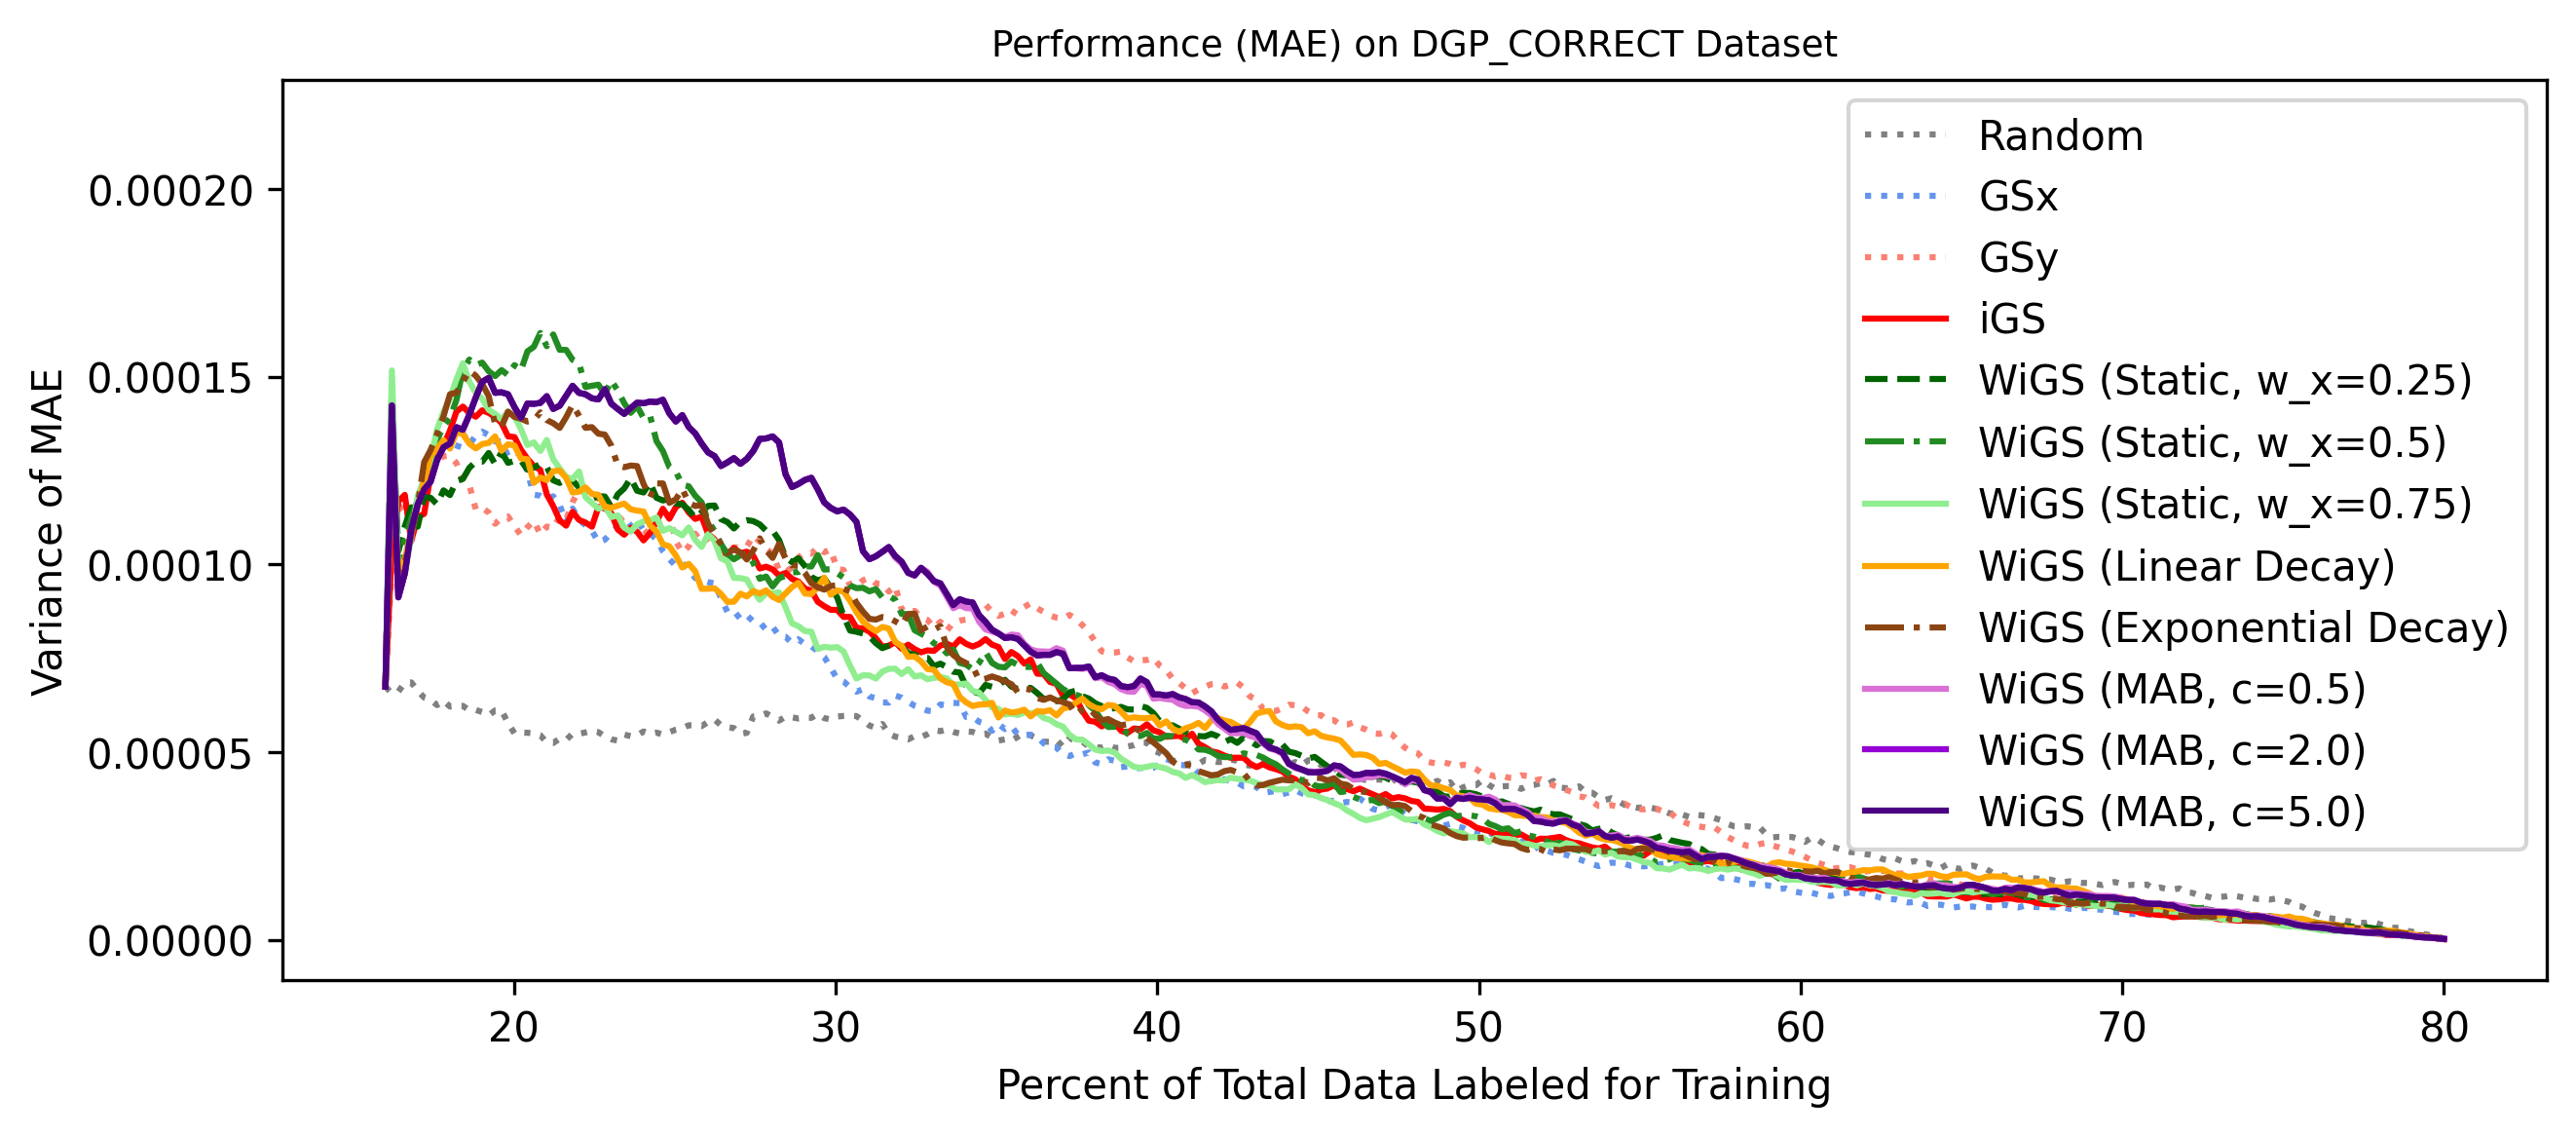 Performance (MAE) on DGP_CORRECT Dataset
Variance of MAE
0.00020
0.00015
0.00010
0.00005
0.00000
20 30 40 50 60 70 80
Percent of Total Data Labeled for Training
Random
GSx
GSy
iGS
WiGS (Static, w_x=0.25)
WiGS (Static, w_x=0.5)
WiGS (Static, w_x=0.75)
WiGS (Linear Decay)
WiGS (Exponential Decay)
WiGS (MAB, c=0.5)
WiGS (MAB, c=2.0)
WiGS (MAB, c=5.0)